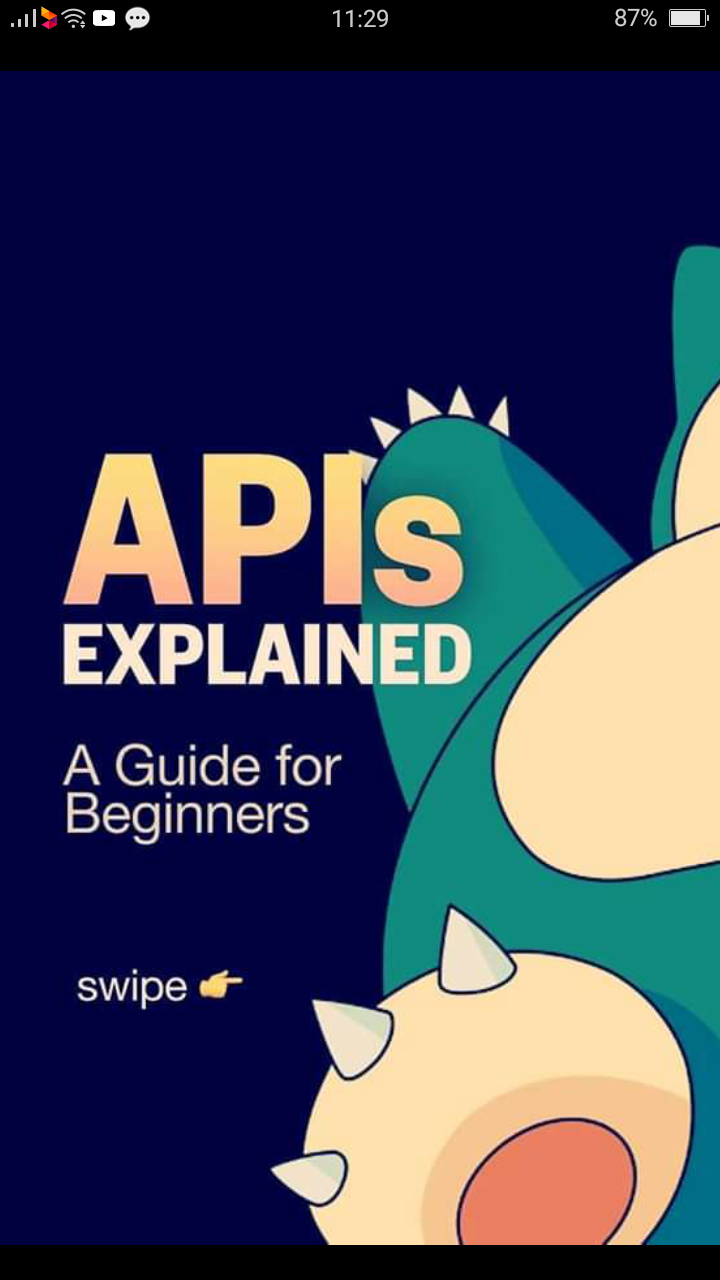 11:29
87%
APIs
EXPLAINED
A Guide for
Beginners
swipe 👉